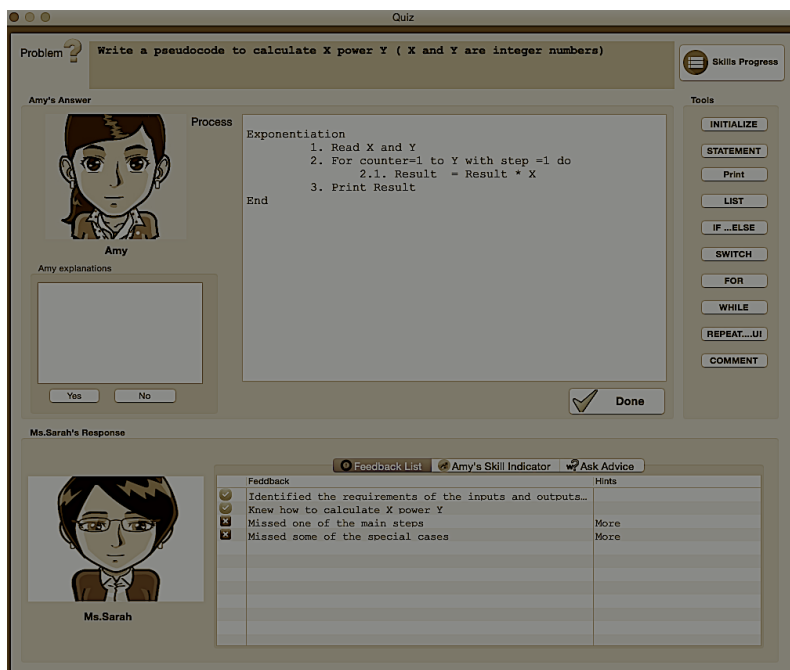 Quiz
Problem ?
Write a pseudocode to calculate X power Y ( X and Y are integer numbers)
Skills Progress
Amy's Answer
Tools
Process
Exponentiation
1. Read X and Y
2. For counter=1 to Y with step =1 do
2.1. Result = Result * X
3. Print Result
End
Amy
Amy explanations
Yes
No
Done
INITIALIZE
STATEMENT
Print
LIST
IF ...ELSE
SWITCH
FOR
WHILE
REPEAT....UI
COMMENT
Ms.Sarah's Response
Feedback List
Amy's Skill Indicator
w? Ask Advice
Feddback
Hints
Identified the requirements of the inputs and outputs...
Knew how to calculate X power Y
Missed one of the main steps More
Missed some of the special cases More
Ms.Sarah